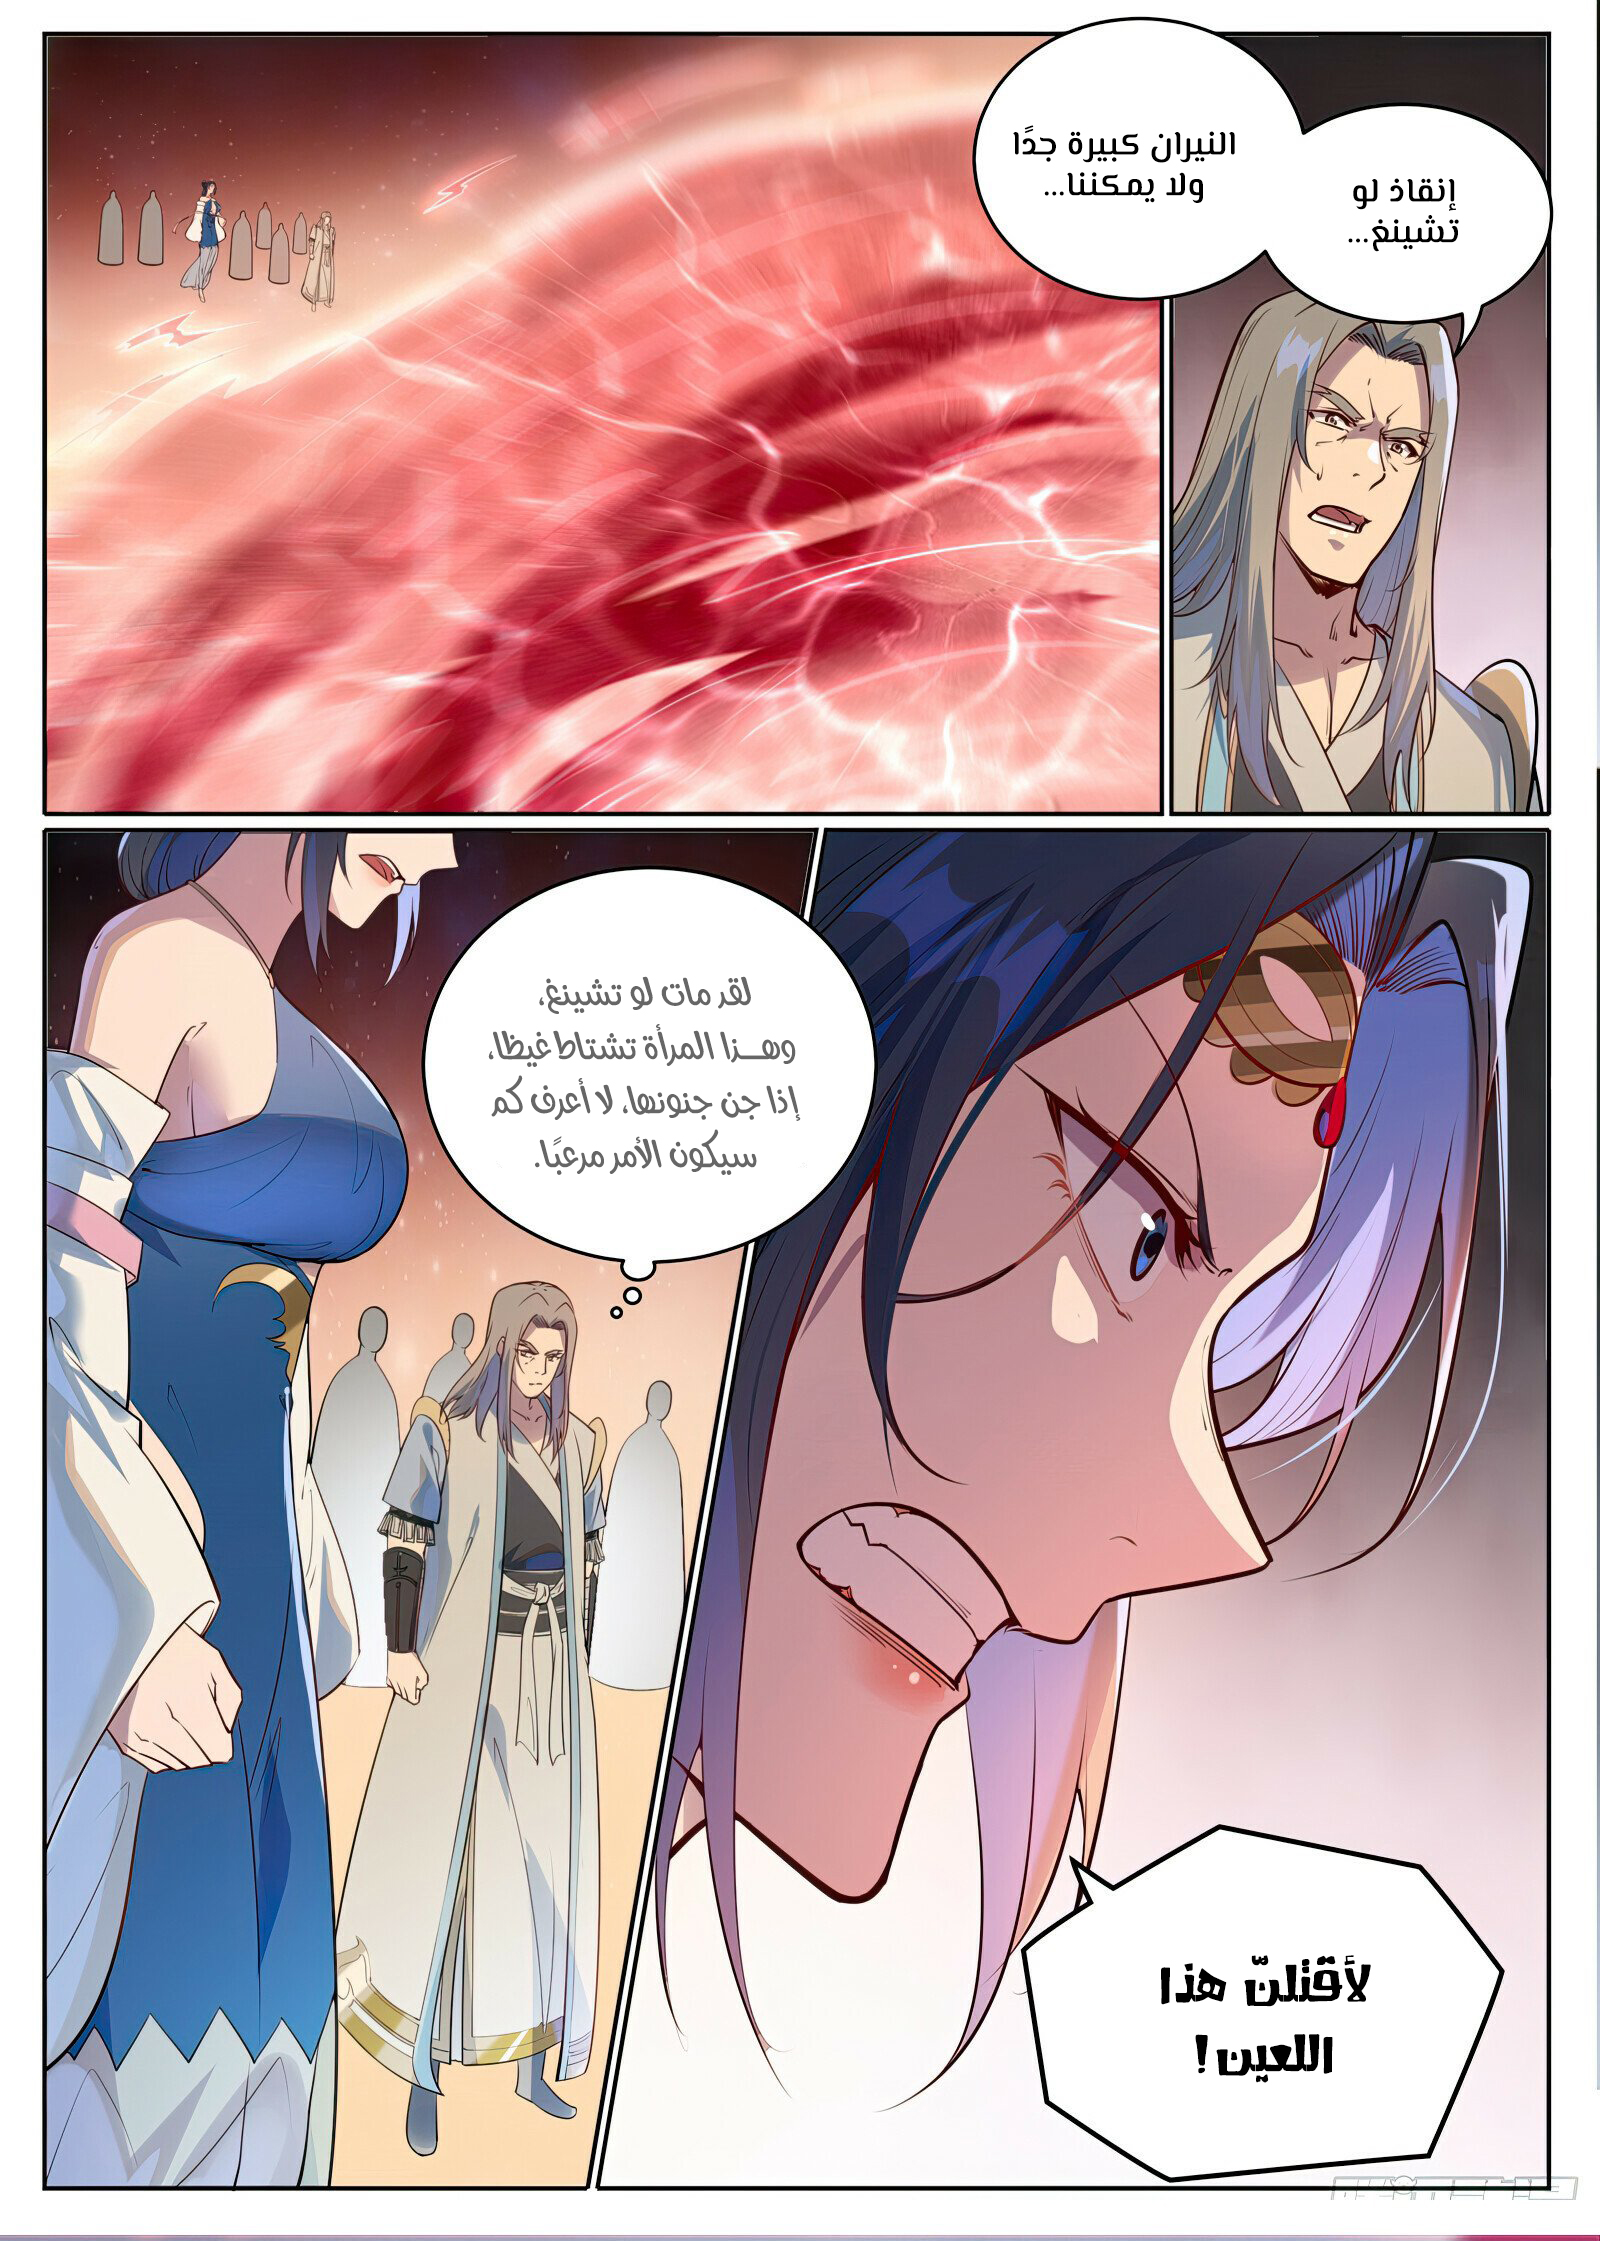 النيران كبيرة جدًا
ولا يمكننا...
إنقاذ لو
تشينغ...
لأقتلنّ هذا
اللعين!
لقد مات لو تشينغ،
وهــذا المرأة تشتاط غيظا،
إذا جن جنونها، لا أعرف كم
سيكون الأمر مرعبًا.